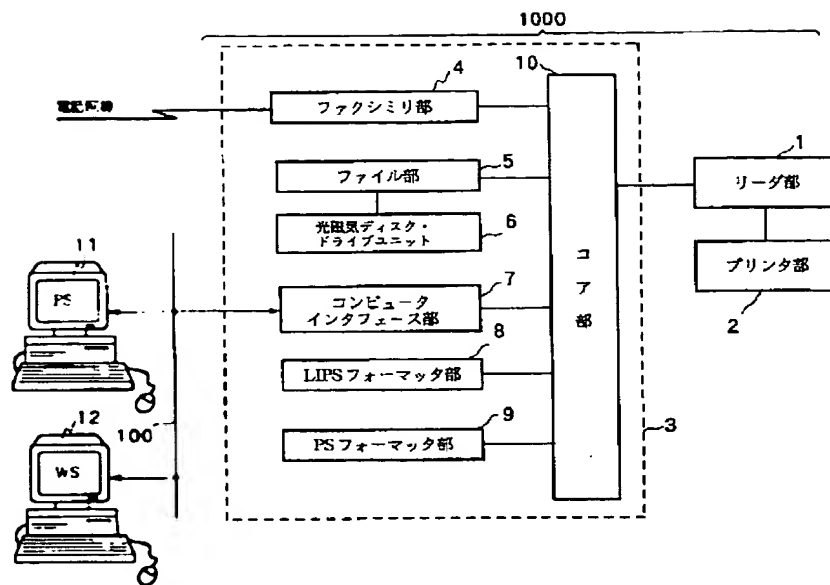 1000
10
4
ファクシミリ部
5
ファイル部
6
光磁気ディスク・
ドライブユニット
7
コンピュータ
インタフェース部
8
LIPSフォーマッタ部
9
PSフォーマッタ部
コア部
3
1
リーダ部
プリンタ部
2
11
PS
100
12
WS